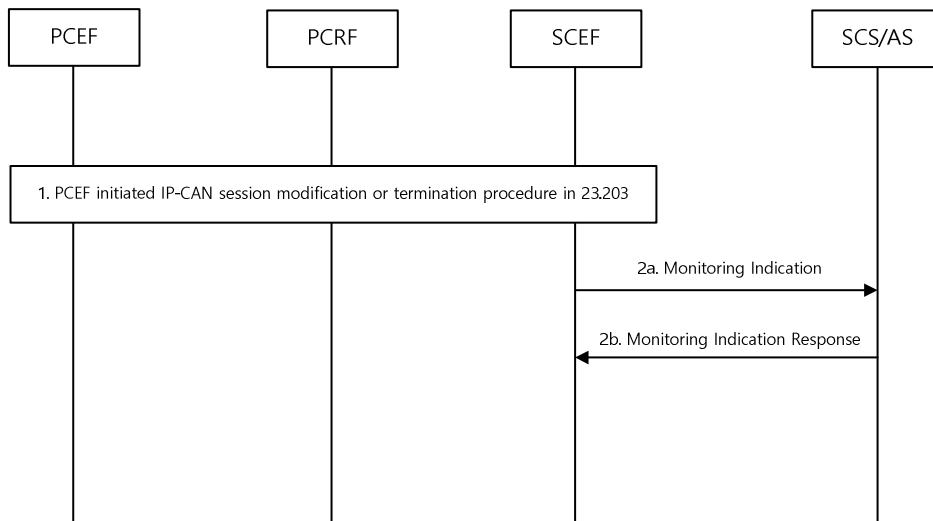 PCEF
PCRF
SCEF
SCS/AS
1. PCEF initiated IP-CAN session modification or termination procedure in 23.203
2a. Monitoring Indication
2b. Monitoring Indication Response